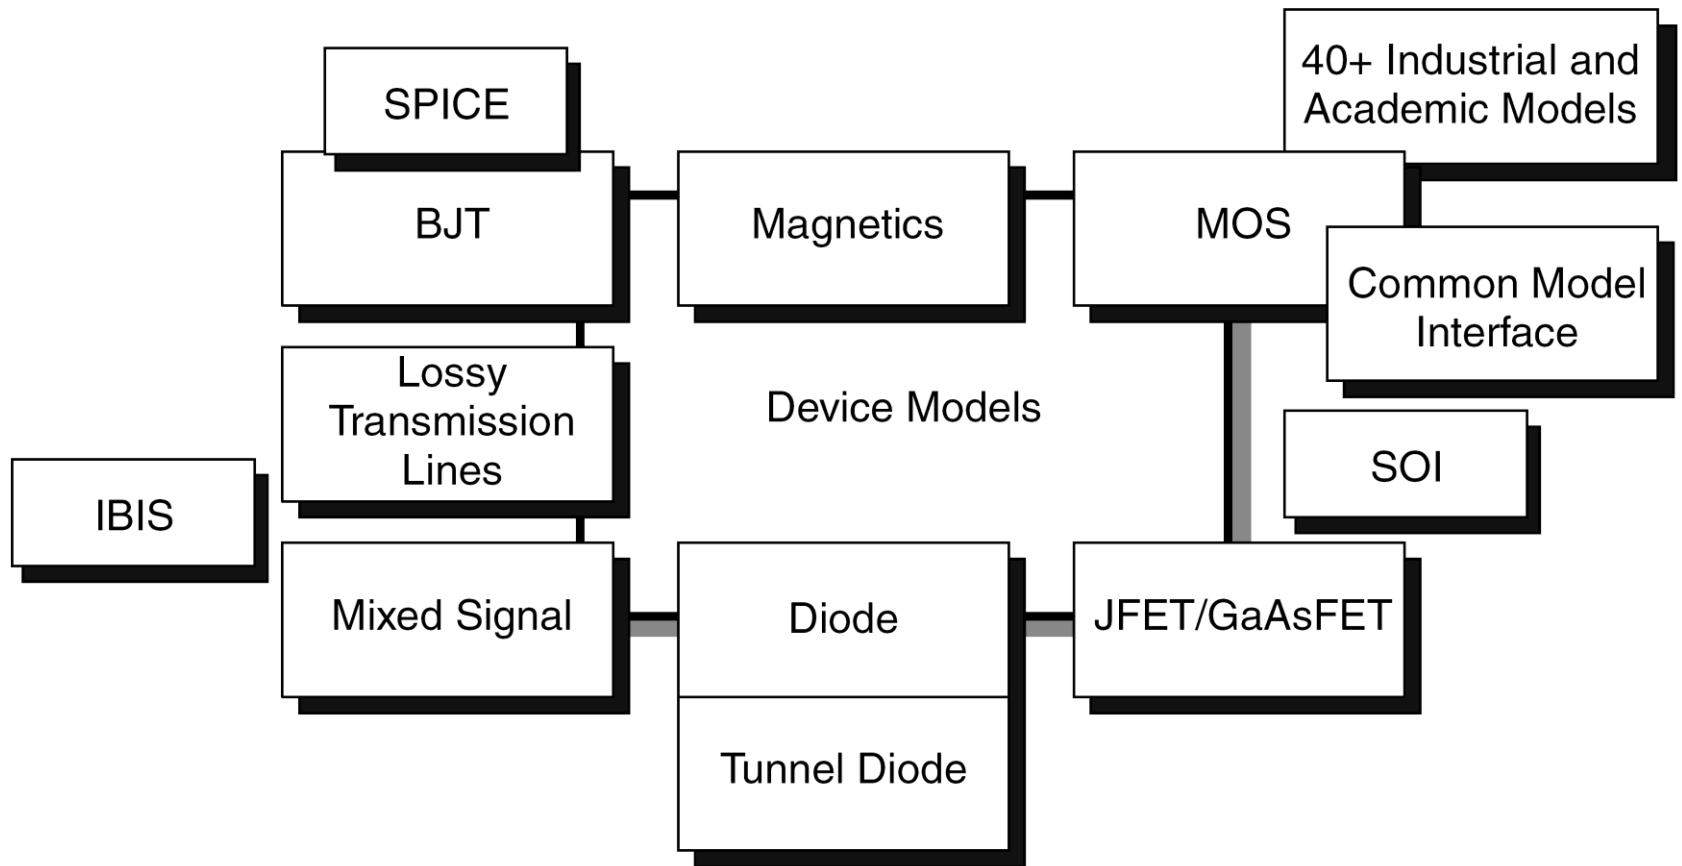 SPICE
40+ Industrial and
Academic Models
BJT
Magnetics
MOS
Common Model
Interface
Lossy
Transmission
Lines
Device Models
SOI
IBIS
Mixed Signal
Diode
JFET/GaAsFET
Tunnel Diode